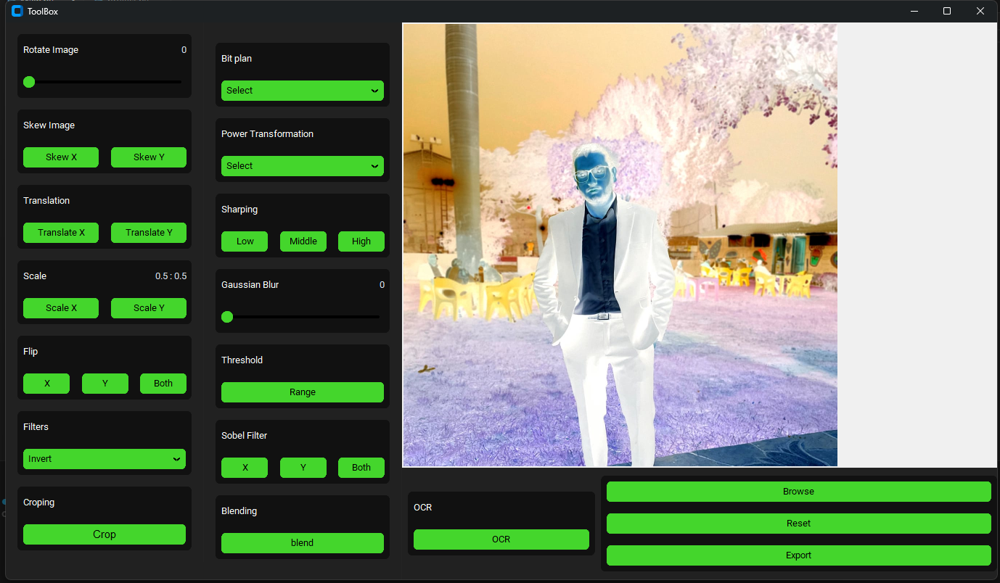 ToolBox
Rotate Image 0
Skew Image
Skew X Skew Y
Translation
Translate X Translate Y
Scale 0.5 : 0.5
Scale X Scale Y
Flip
X Y Both
Filters
Invert
Croping
Crop
Bit plan
Select
Power Transformation
Select
Sharping
Low Middle High
Gaussian Blur 0
Threshold
Range
Sobel Filter
X Y Both
Blending
blend
OCR
OCR
Browse
Reset
Export